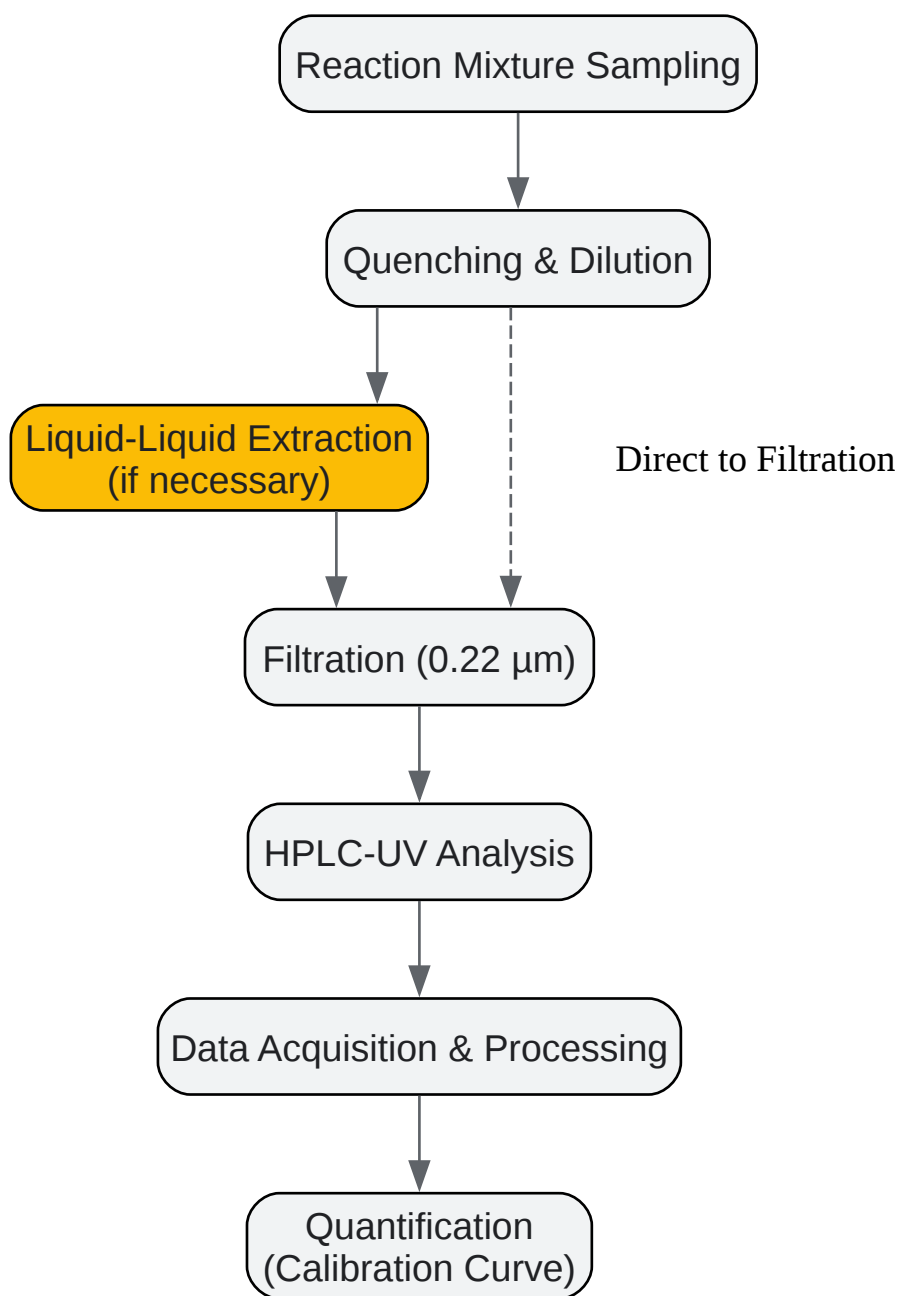 Reaction Mixture Sampling
Quenching & Dilution
Liquid-Liquid Extraction
(if necessary)
Direct to Filtration
Filtration (0.22 µm)
HPLC-UV Analysis
Data Acquisition & Processing
Quantification
(Calibration Curve)